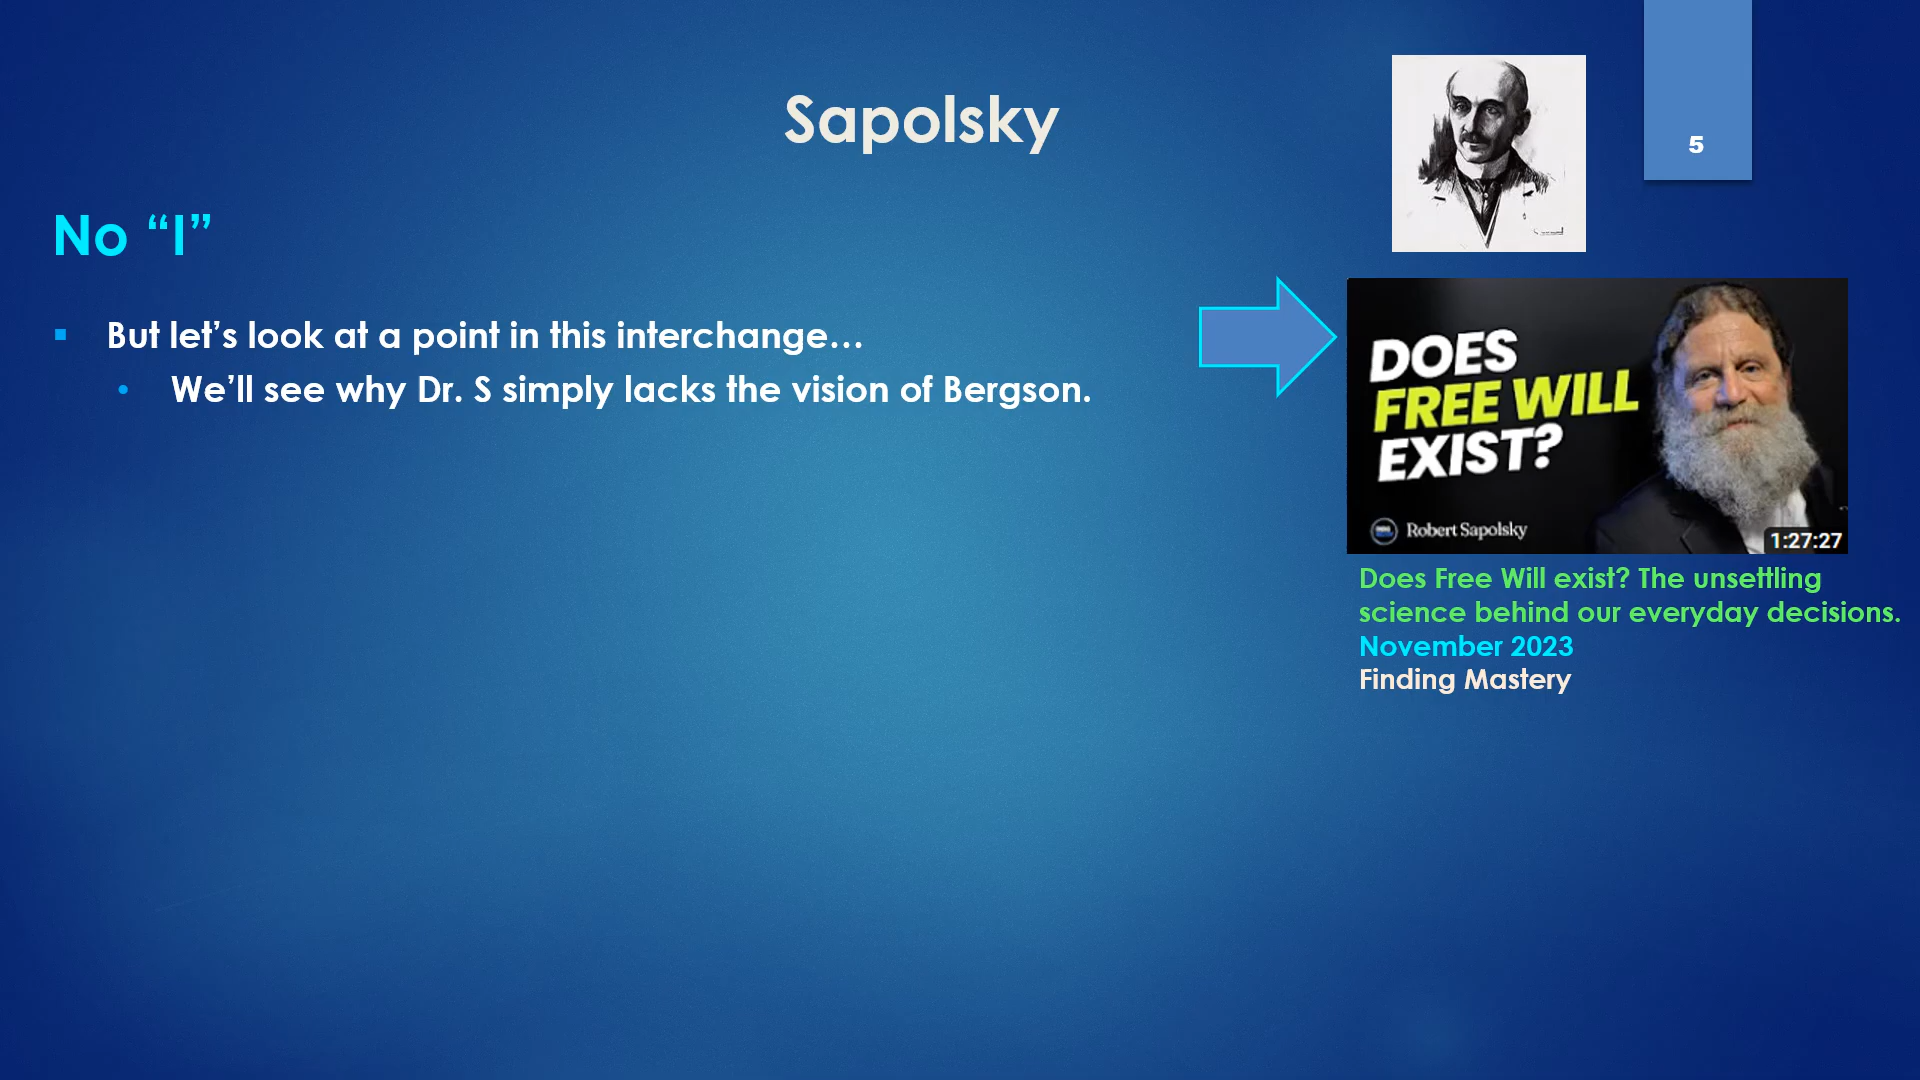 Sapolsky
5
No “I”
But let’s look at a point in this interchange…
We’ll see why Dr. S simply lacks the vision of Bergson.
DOES
FREE WILL
EXIST?
Robert Sapolsky
1:27:27
Does Free Will exist? The unsettling
science behind our everyday decisions.
November 2023
Finding Mastery